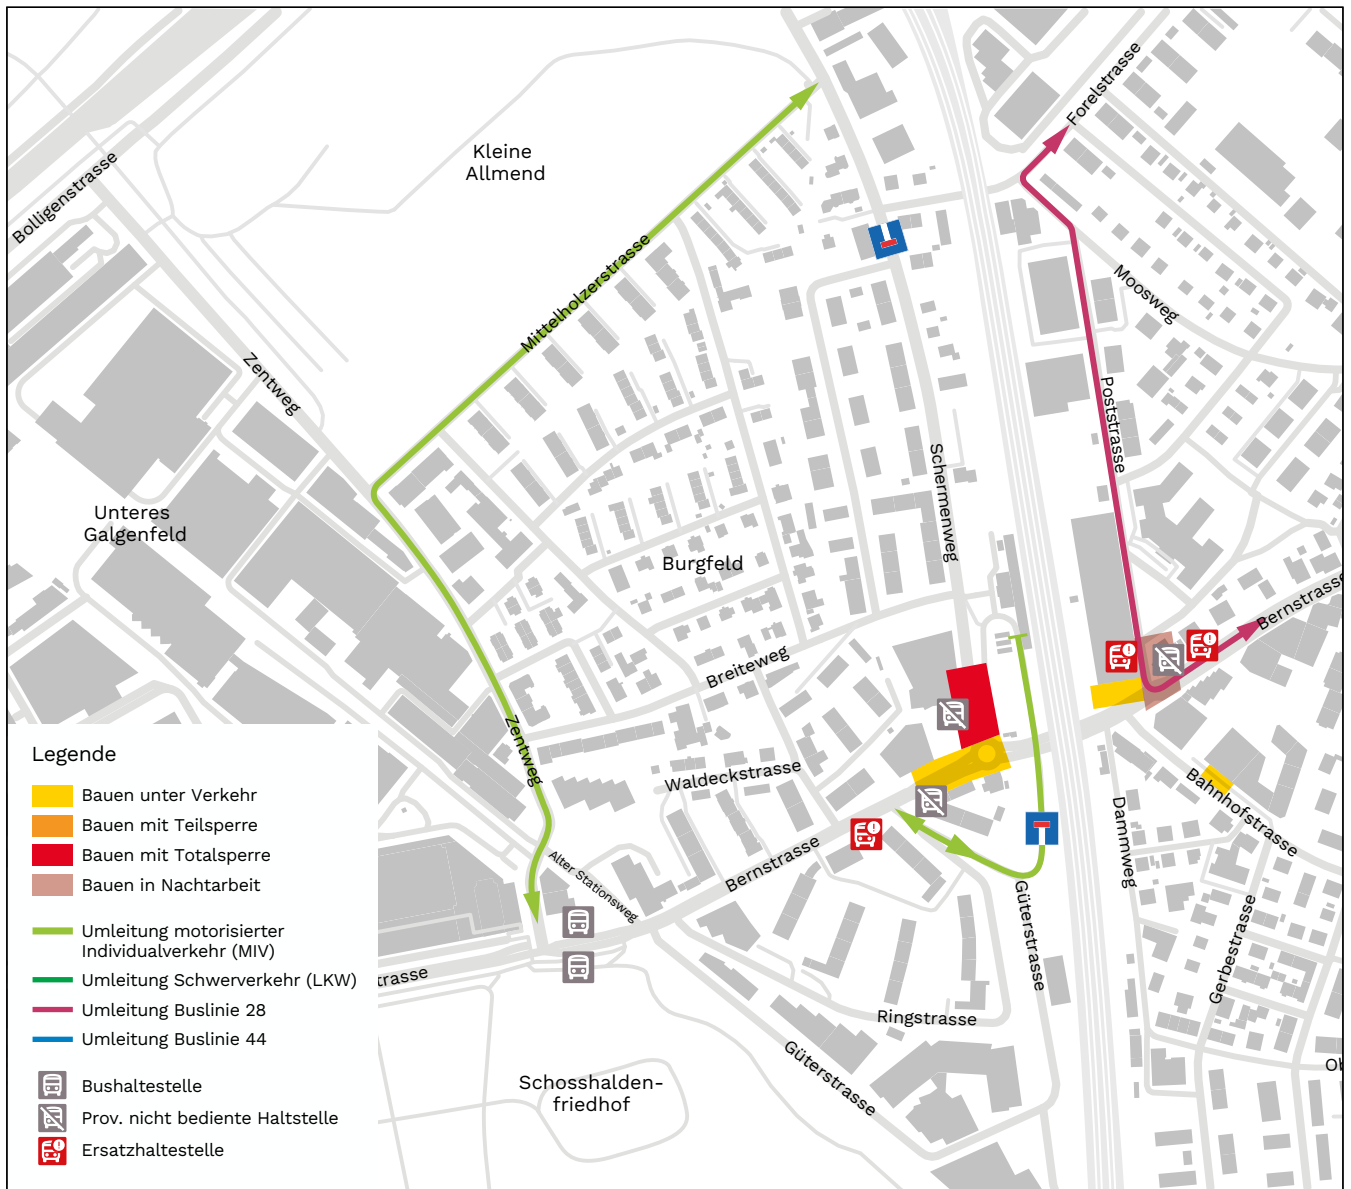 Forelstrasse
Kleine
Allmend
Bolligenstrasse
Mittelholzerstrasse
Moosweg
Zentweg
Poststrasse
Schermenweg
Unteres
Galgenfeld
Burgfeld
Bernstrasse
Breiteweg
Zentweg
Waldeckstrasse
Bahnhofstrasse
Dammweg
Alter Stationsweg
Bernstrasse
Güterstrasse
Gerbestrasse
trasse
Ringstrasse
Güterstrasse
Schosshalden-
friedhof
Ob
Legende
Bauen unter Verkehr
Bauen mit Teilsperre
Bauen mit Totalsperre
Bauen in Nachtarbeit
Umleitung motorisierter
Individualverkehr (MIV)
Umleitung Schwerverkehr (LKW)
Umleitung Buslinie 28
Umleitung Buslinie 44
Bushaltestelle
Prov. nicht bediente Haltstelle
Ersatzhaltestelle